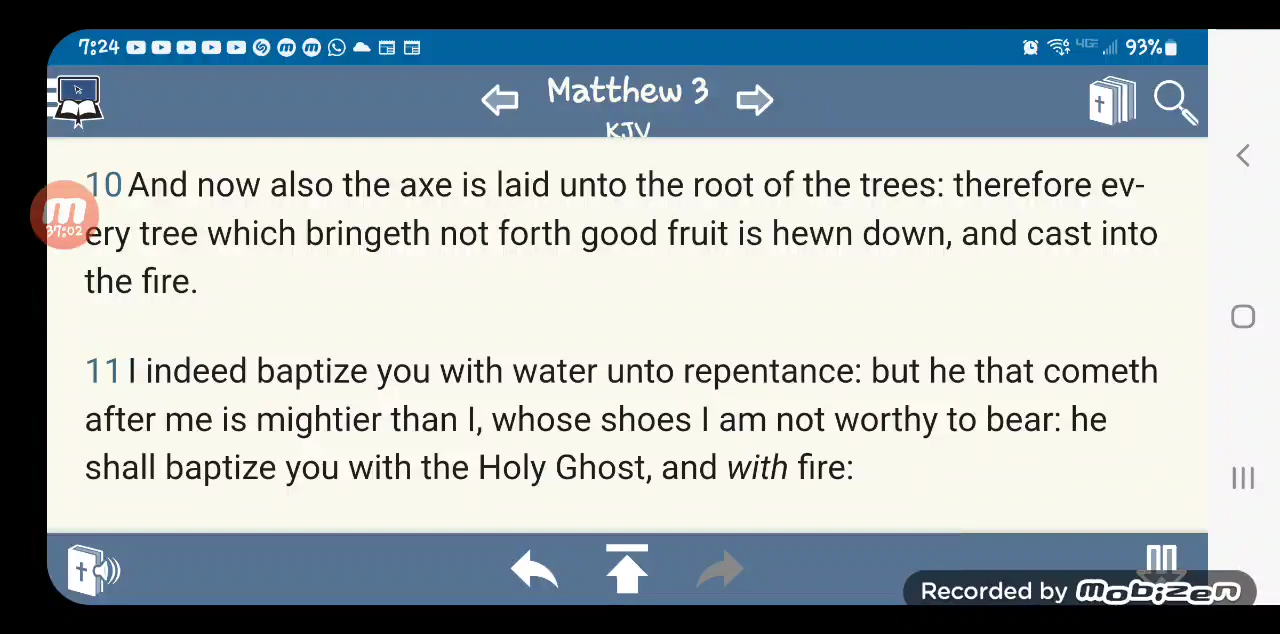 7:24 93%
Matthew 3
KJV
10 And now also the axe is laid unto the root of the trees: therefore ev-
ery tree which bringeth not forth good fruit is hewn down, and cast into
the fire.
37:02
11 I indeed baptize you with water unto repentance: but he that cometh
after me is mightier than I, whose shoes I am not worthy to bear: he
shall baptize you with the Holy Ghost, and with fire:
Recorded by mobizen